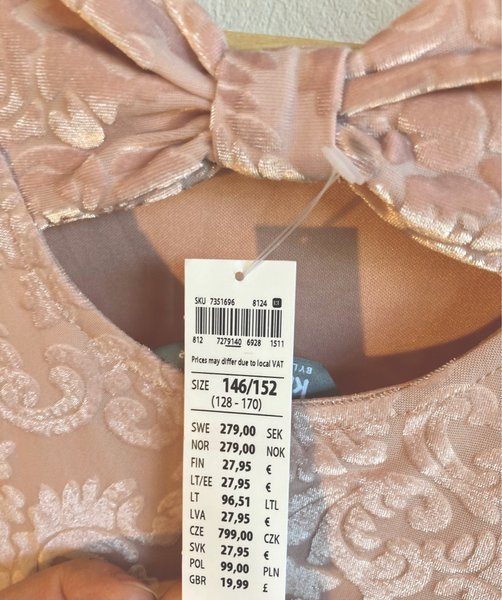 SKU 7351696 8124
812 7279140 6928 1511
Prices may differ due to local VAT
SIZE 146/152
(128 - 170)
SWE 279,00 SEK
NOR 279,00 NOK
FIN 27,95 €
LT/EE 27,95 €
LT 96,51 LTL
LVA 27,95 €
CZE 799,00 CZK
SVK 27,95 €
POL 99,00 PLN
GBR 19,99 £